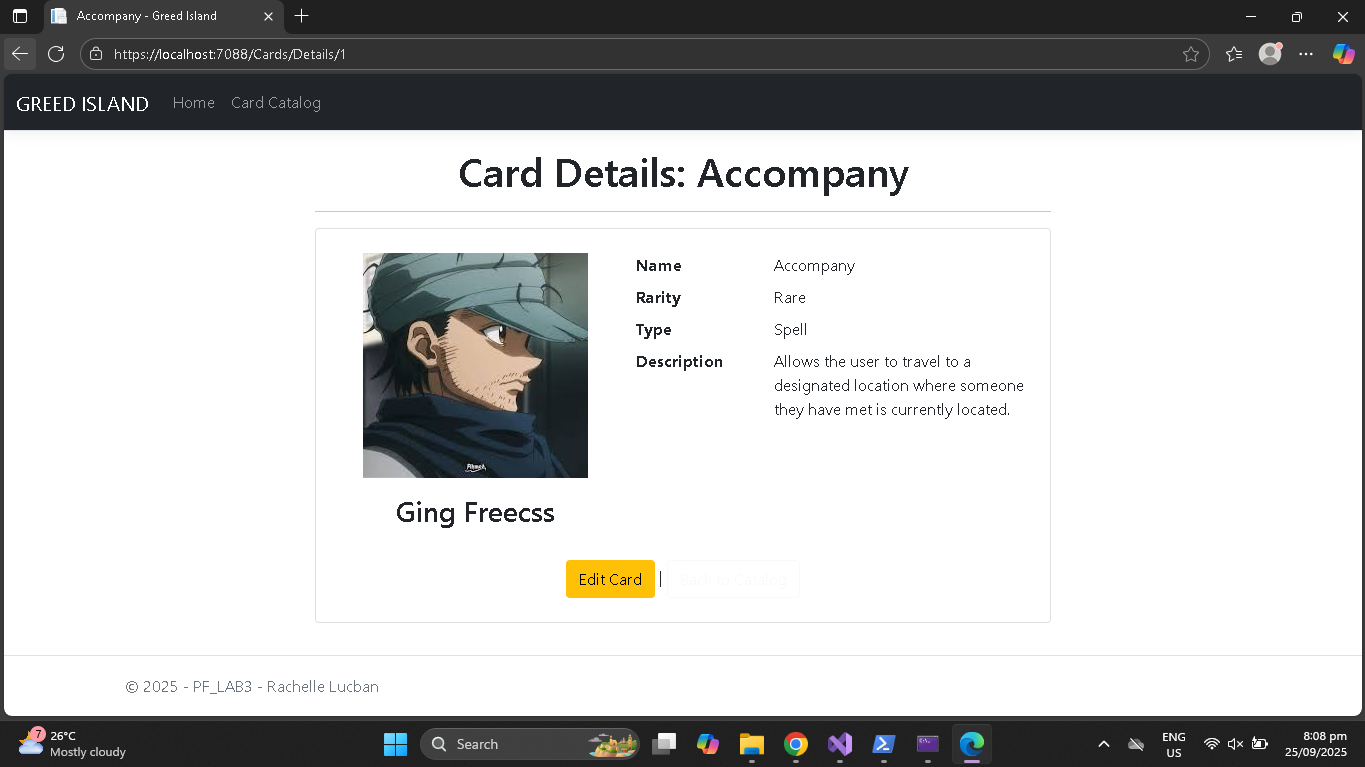 Accompany - Greed Island
https://localhost:7088/Cards/Details/1
GREED ISLAND Home Card Catalog
Card Details: Accompany
Name Accompany
Rarity Rare
Type Spell
Description Allows the user to travel to a
designated location where someone
they have met is currently located.
Ging Freecss
Edit Card | Back to Catalog
© 2025 - PF_LAB3 - Rachelle Lucban
7
26°C
Mostly cloudy
Search
ENG
US
8:08 pm
25/09/2025